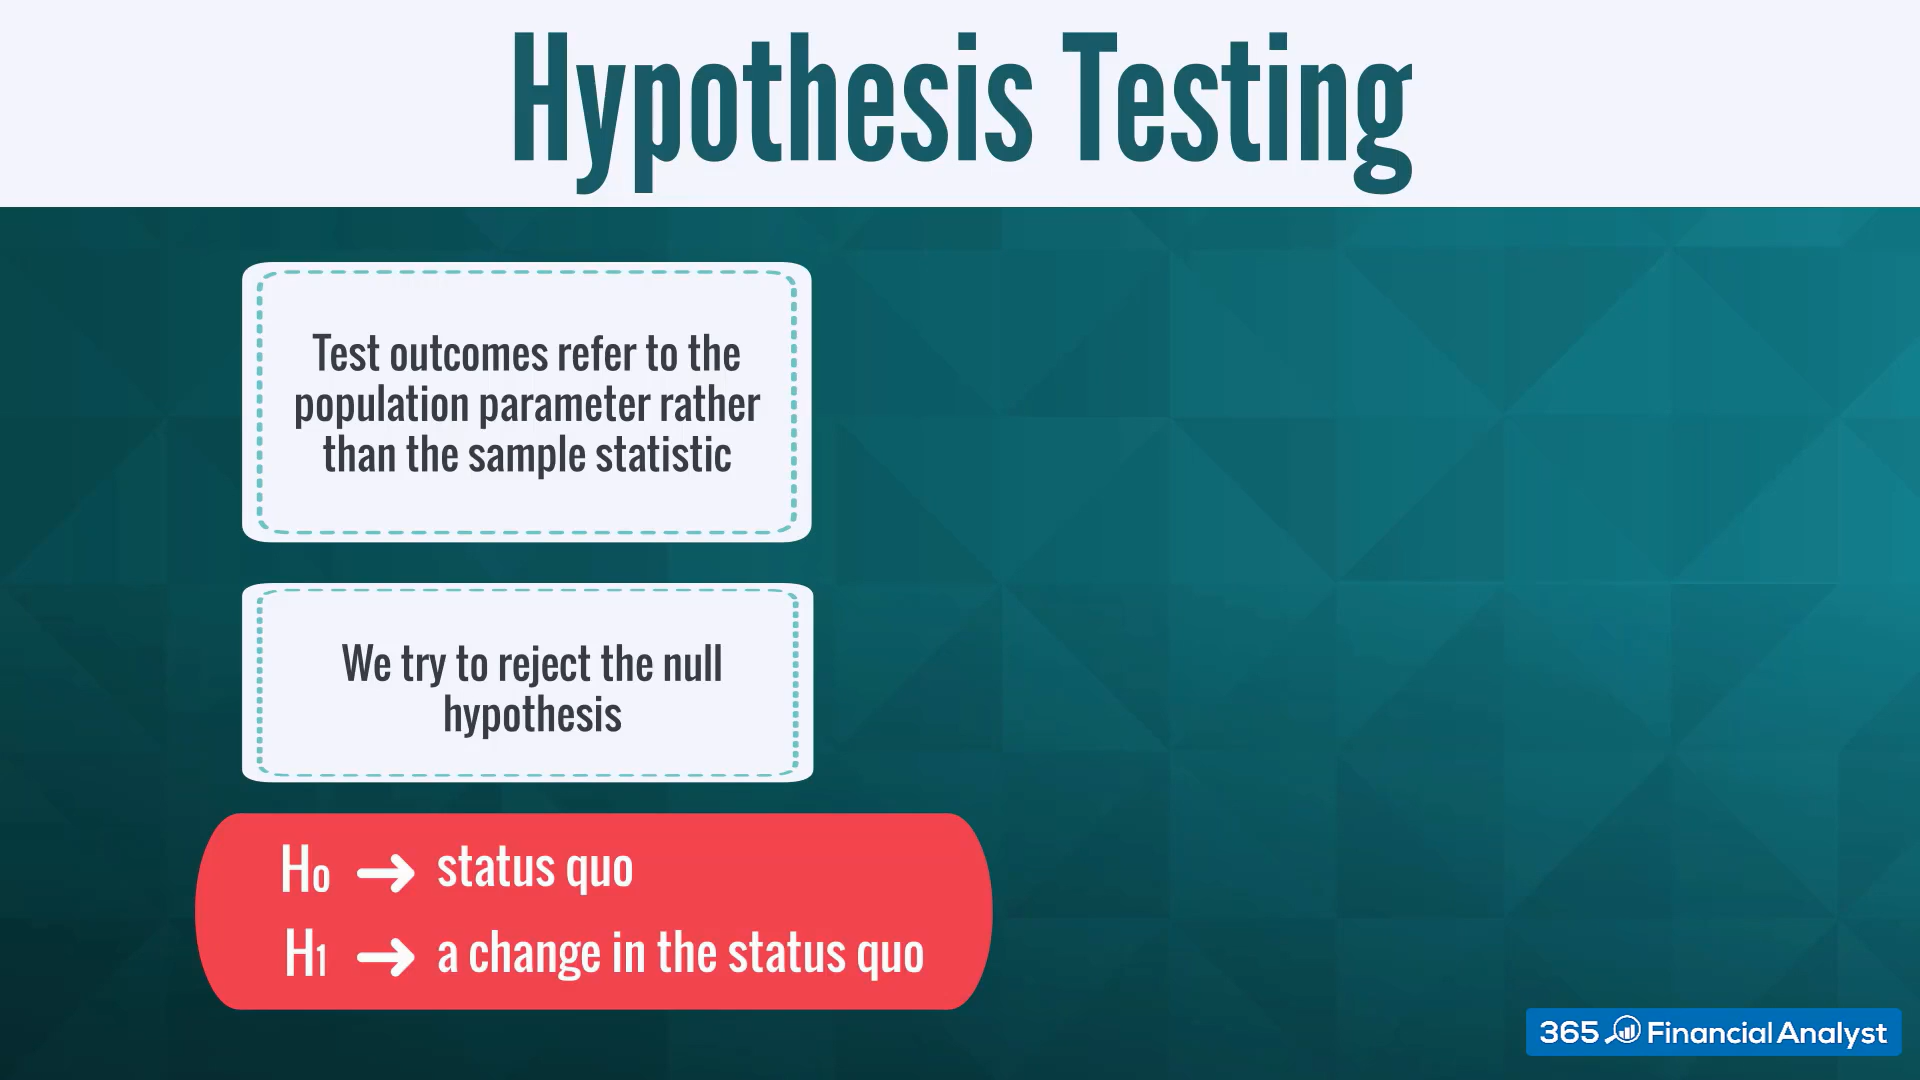 Hypothesis Testing
Test outcomes refer to the
population parameter rather
than the sample statistic
We try to reject the null
hypothesis
H₀ → status quo
H₁ → a change in the status quo
365 Financial Analyst